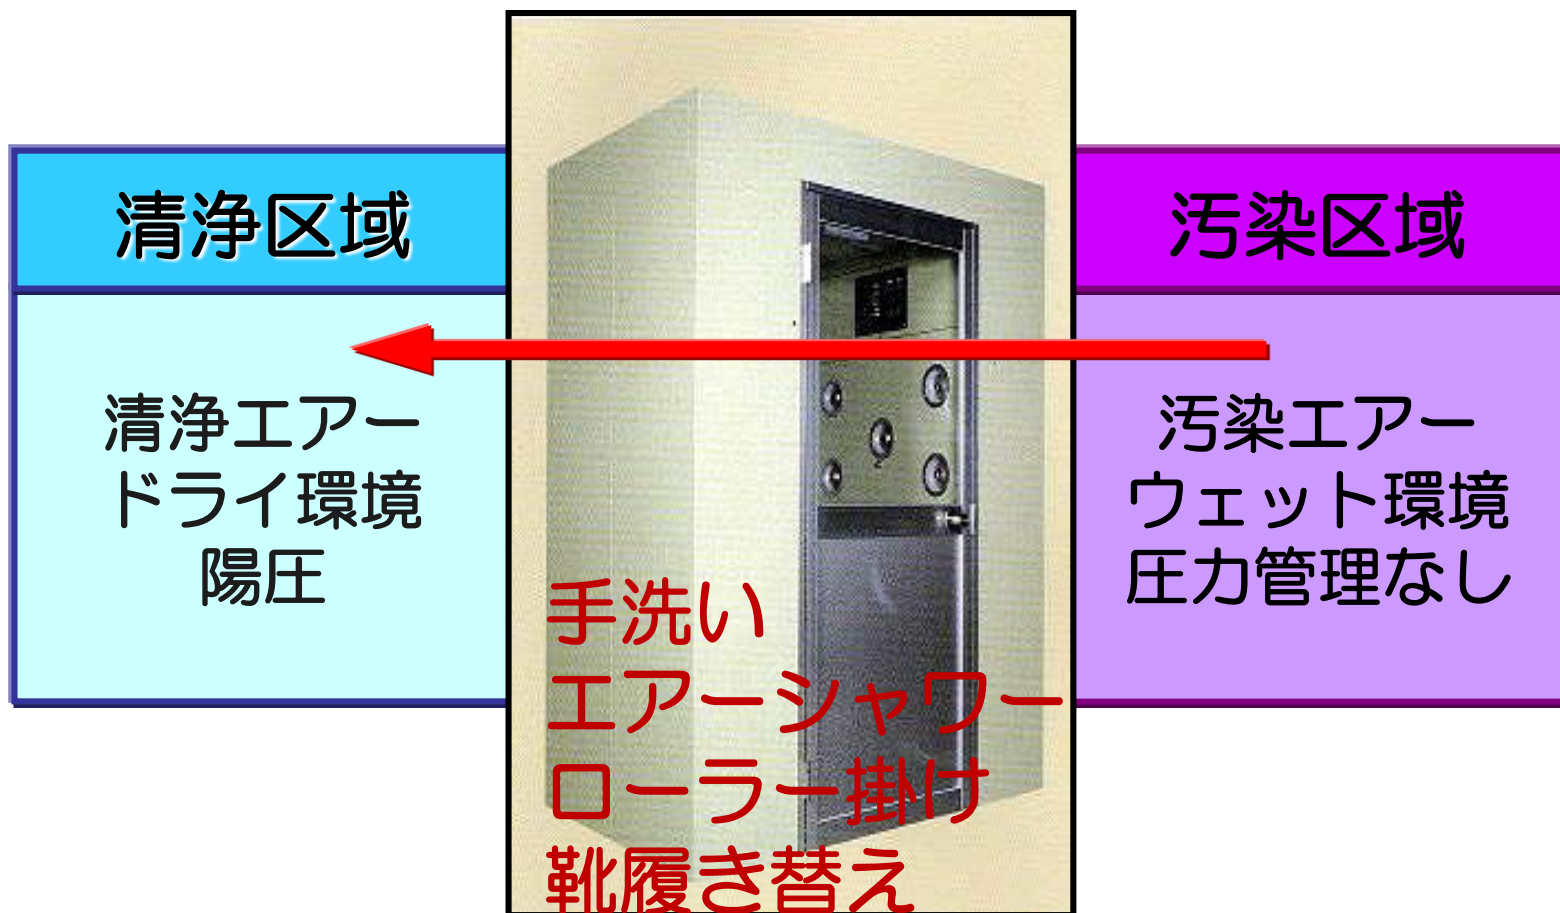 清浄区域
清浄エアー
ドライ環境
陽圧
手洗い
エアーシャワー
ローラー掛け
靴履き替え
汚染区域
汚染エアー
ウェット環境
圧力管理なし